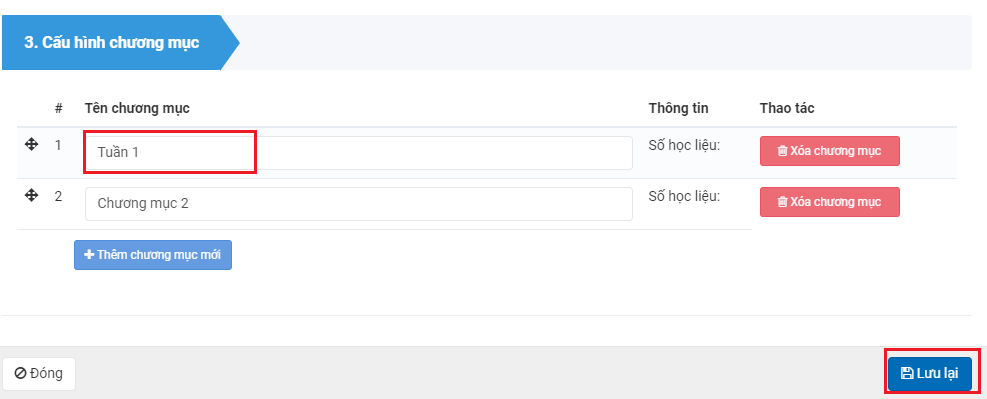 3. Cấu hình chương mục
# Tên chương mục Thông tin Thao tác
1 Tuần 1 Số học liệu: Xóa chương mục
2 Chương mục 2 Số học liệu: Xóa chương mục
Thêm chương mục mới
Đóng Lưu lại